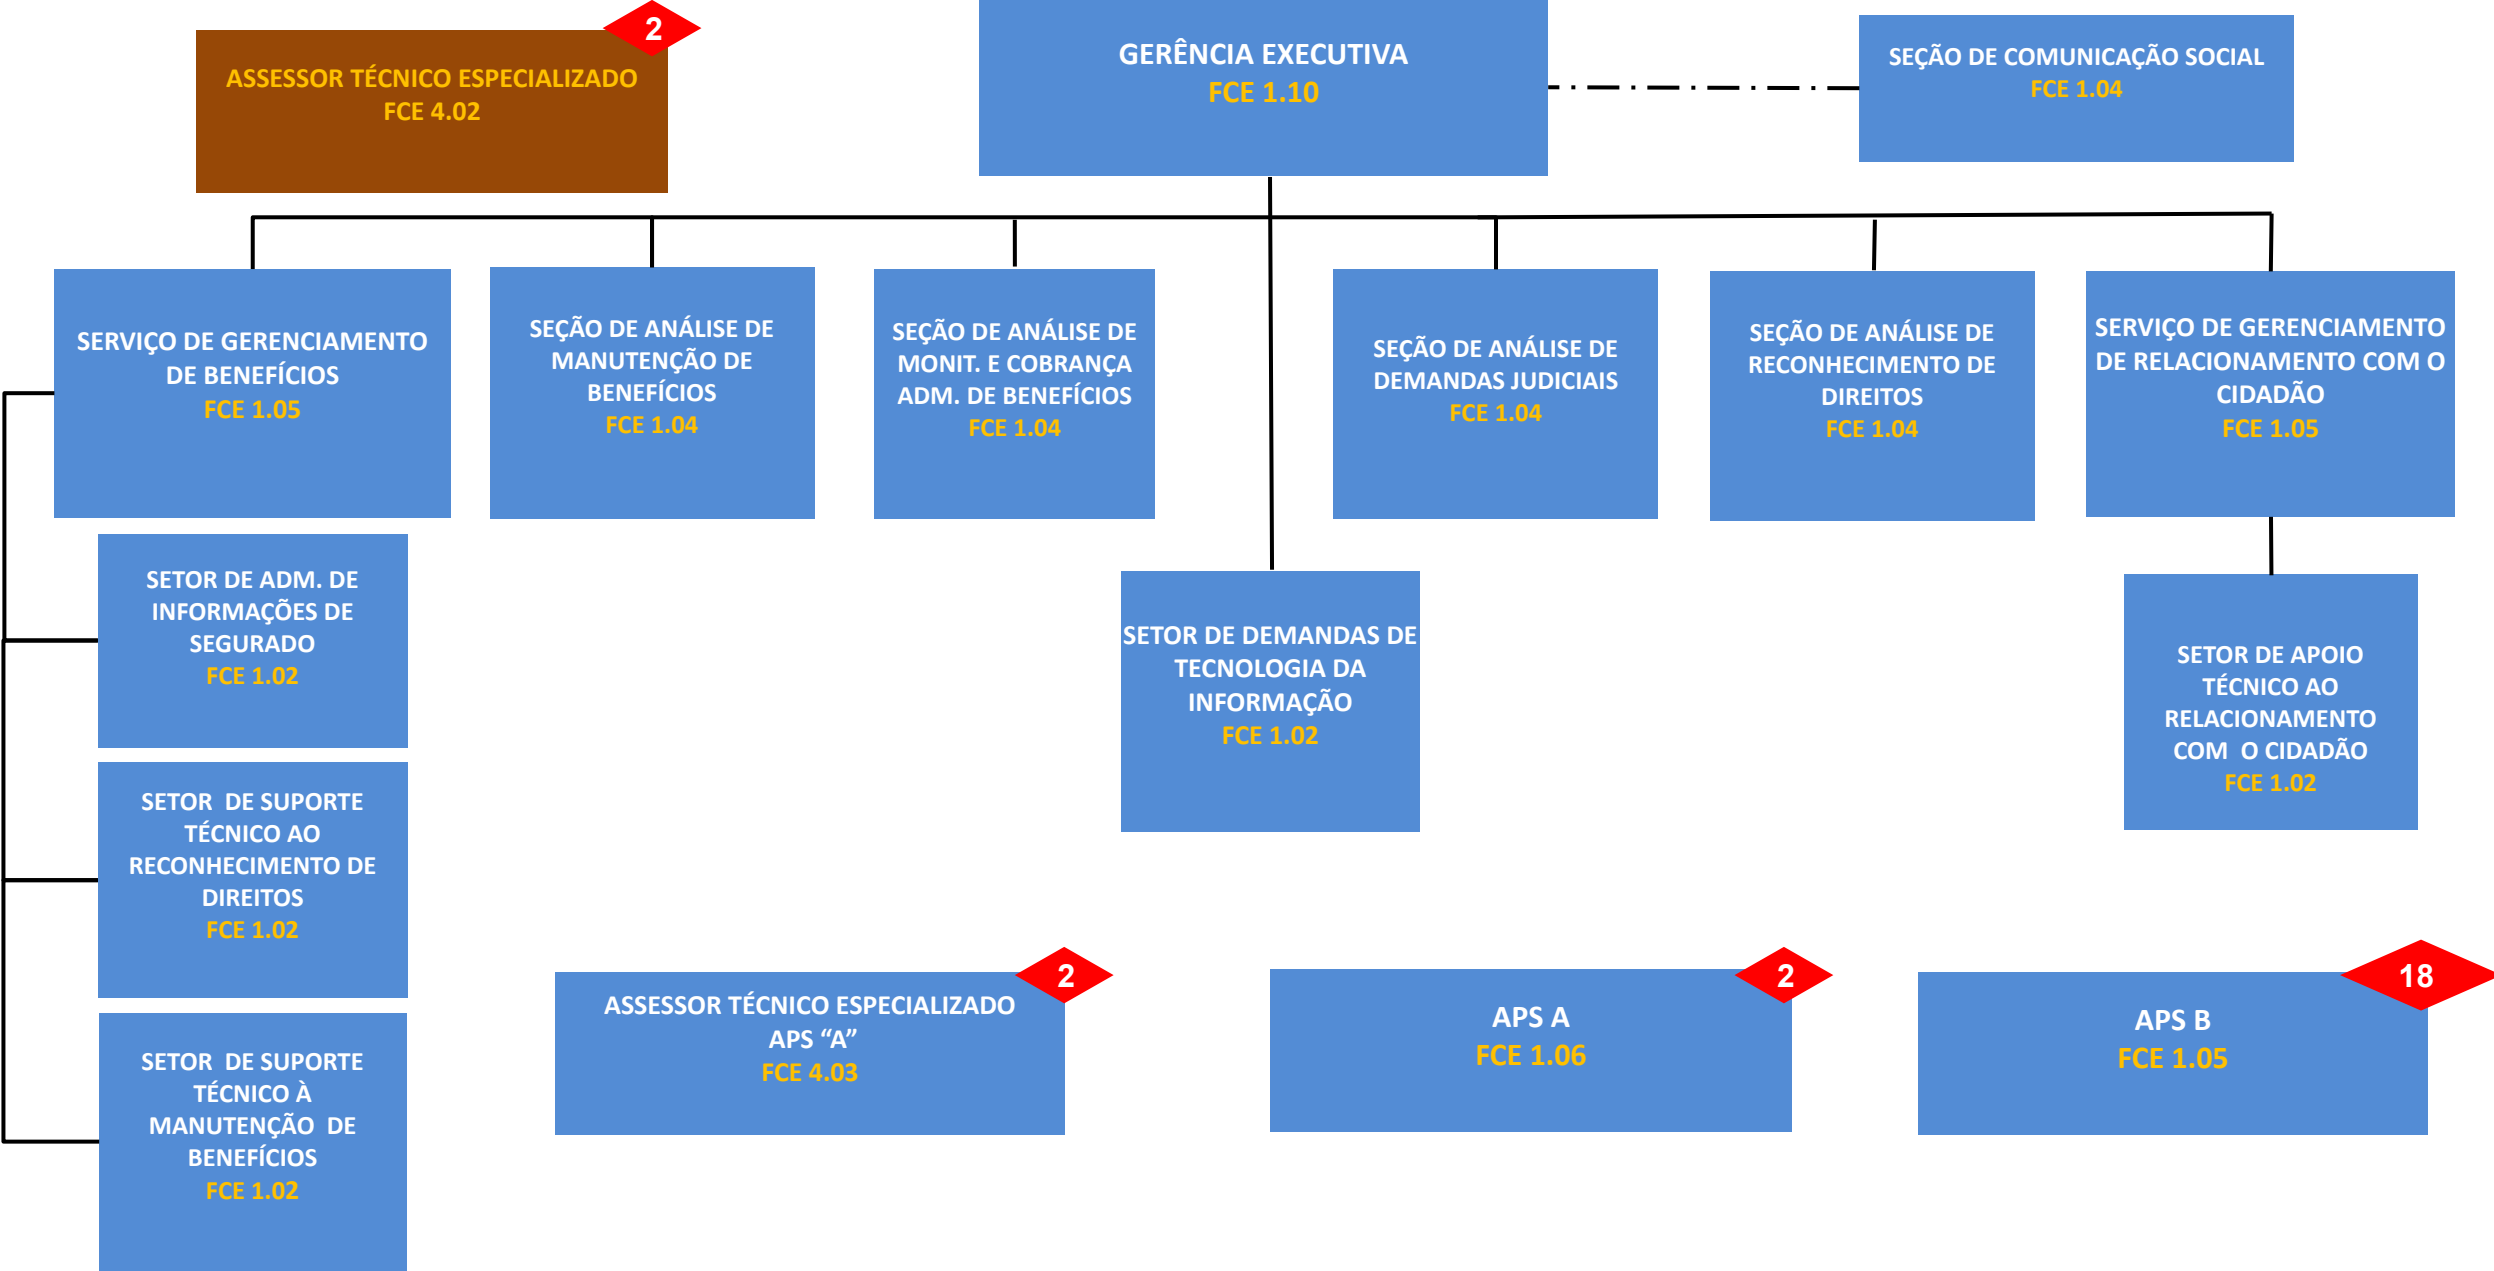 2
ASSESSOR TÉCNICO ESPECIALIZADO
FCE 4.02
GERÊNCIA EXECUTIVA
FCE 1.10
SEÇÃO DE COMUNICAÇÃO SOCIAL
FCE 1.04
SERVIÇO DE GERENCIAMENTO
DE BENEFÍCIOS
FCE 1.05
SEÇÃO DE ANÁLISE DE
MANUTENÇÃO DE
BENEFÍCIOS
FCE 1.04
SEÇÃO DE ANÁLISE DE
MONIT. E COBRANÇA
ADM. DE BENEFÍCIOS
FCE 1.04
SEÇÃO DE ANÁLISE DE
DEMANDAS JUDICIAIS
FCE 1.04
SEÇÃO DE ANÁLISE DE
RECONHECIMENTO DE
DIREITOS
FCE 1.04
SERVIÇO DE GERENCIAMENTO
DE RELACIONAMENTO COM O
CIDADÃO
FCE 1.05
SETOR DE ADM. DE
INFORMAÇÕES DE
SEGURADO
FCE 1.02
SETOR DE DEMANDAS DE
TECNOLOGIA DA
INFORMAÇÃO
FCE 1.02
SETOR DE APOIO
TÉCNICO AO
RELACIONAMENTO
COM  O CIDADÃO
FCE 1.02
SETOR  DE SUPORTE
TÉCNICO AO
RECONHECIMENTO DE
DIREITOS
FCE 1.02
SETOR  DE SUPORTE
TÉCNICO À
MANUTENÇÃO  DE
BENEFÍCIOS
FCE 1.02
2
ASSESSOR TÉCNICO ESPECIALIZADO
APS “A”
FCE 4.03
2
APS A
FCE 1.06
18
APS B
FCE 1.05